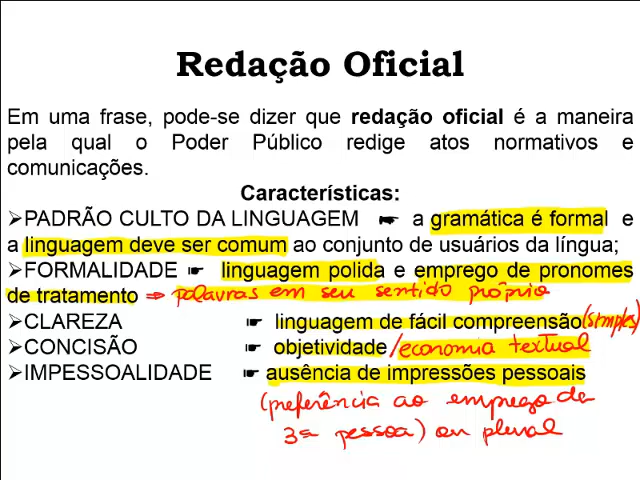 Redação Oficial
Em uma frase, pode-se dizer que redação oficial é a maneira
pela qual o Poder Público redige atos normativos e
comunicações.
Características:
➢PADRÃO CULTO DA LINGUAGEM ☛ a gramática é formal e
a linguagem deve ser comum ao conjunto de usuários da língua;
➢FORMALIDADE ☛ linguagem polida e emprego de pronomes
de tratamento ⇒ palavras em seu sentido próprio
➢CLAREZA ☛ linguagem de fácil compreensão (simples)
➢CONCISÃO ☛ objetividade /economia textual
➢IMPESSOALIDADE ☛ ausência de impressões pessoais
(preferência ao emprego da
3ª pessoa) ou plural